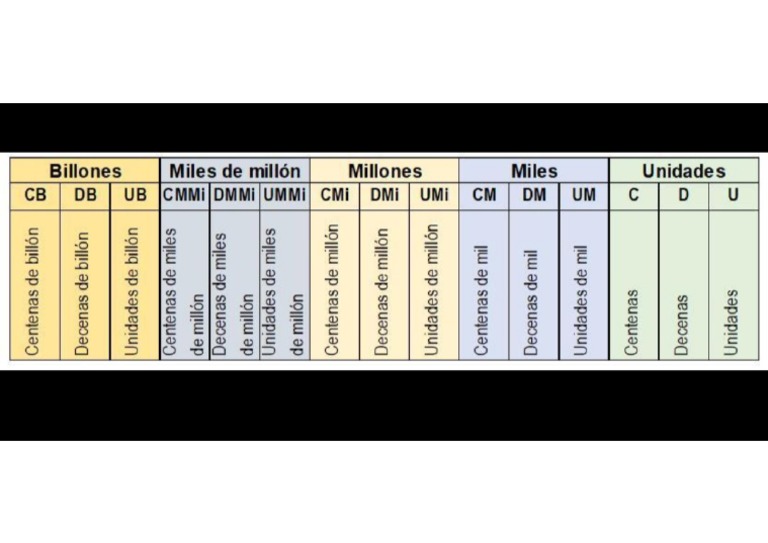 Billones Miles de millón Millones Miles Unidades
CB DB UB CMMi DMMi UMMi CMi DMi UMi CM DM UM C D U
Centenas de billón
Decenas de billón
Unidades de billón
Centenas de miles
de millón
Decenas de miles
de millón
Unidades de miles
de millón
Centenas de millón
Decenas de millón
Unidades de millón
Centenas de mil
Decenas de mil
Unidades de mil
Centenas
Decenas
Unidades